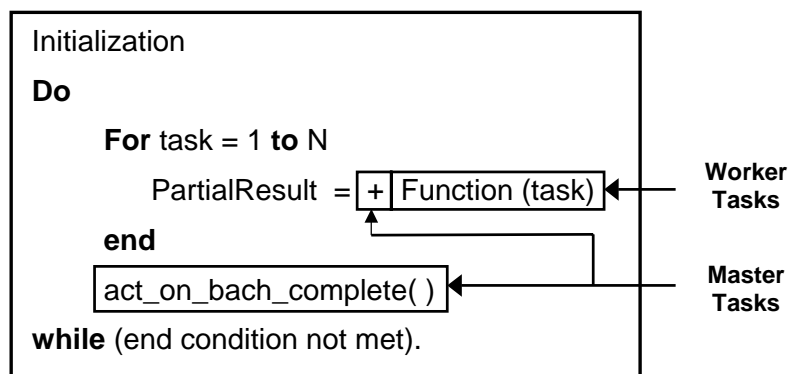 Initialization
Do
For task = 1 to N
PartialResult = + Function (task)
Worker
Tasks
end
act_on_bach_complete( )
Master
Tasks
while (end condition not met).